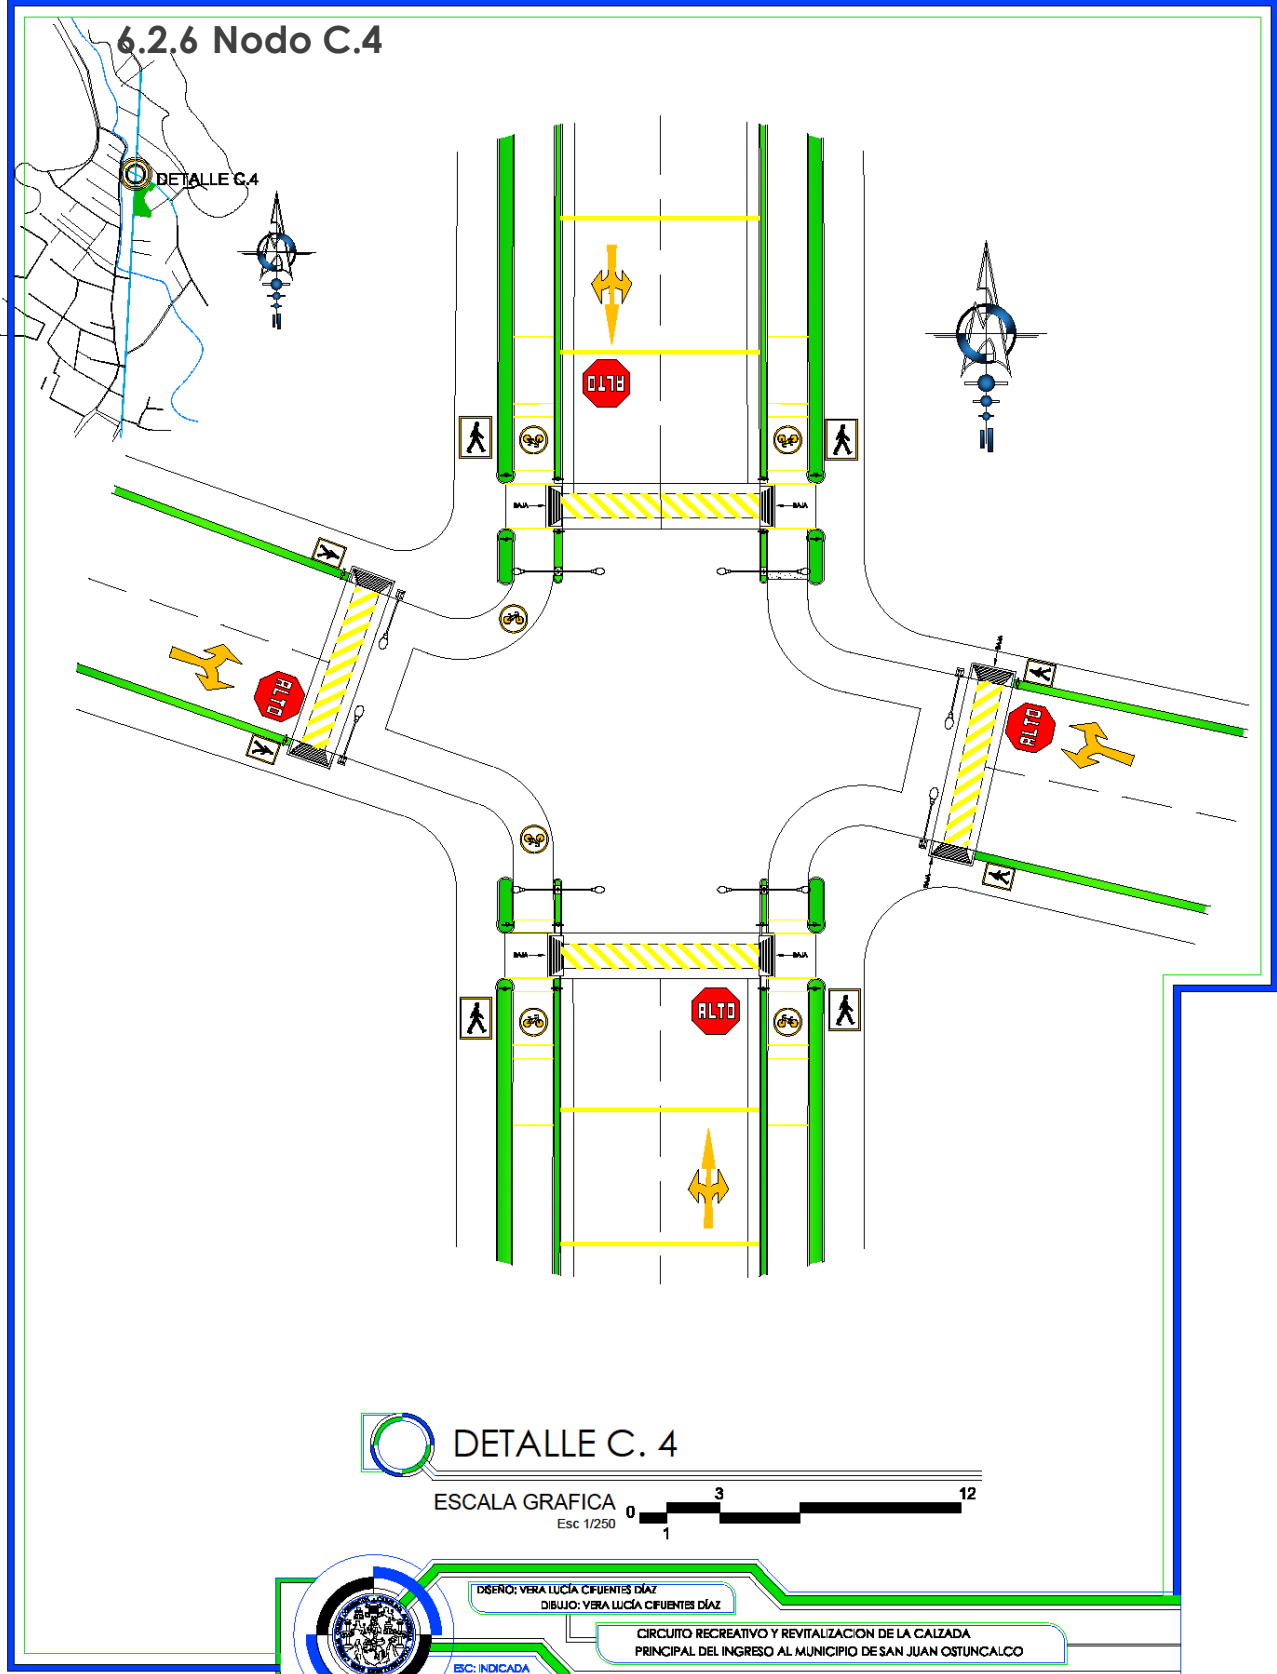 6.2.6 Nodo C.4
DETALLE C.4
ALTO
BAJA
BAJA
BAJA
ALTO
ALTO
BAJA
BAJA
BAJA
ALTO
DETALLE C. 4
ESCALA GRAFICA
Esc 1/250
0
1
3
12
DISEÑO: VERA LUCÍA CIFUENTES DÍAZ
DIBUJO: VERA LUCÍA CIFUENTES DÍAZ
CIRCUITO RECREATIVO Y REVITALIZACION DE LA CALZADA
PRINCIPAL DEL INGRESO AL MUNICIPIO DE SAN JUAN OSTUNCALCO
ESC: INDICADA